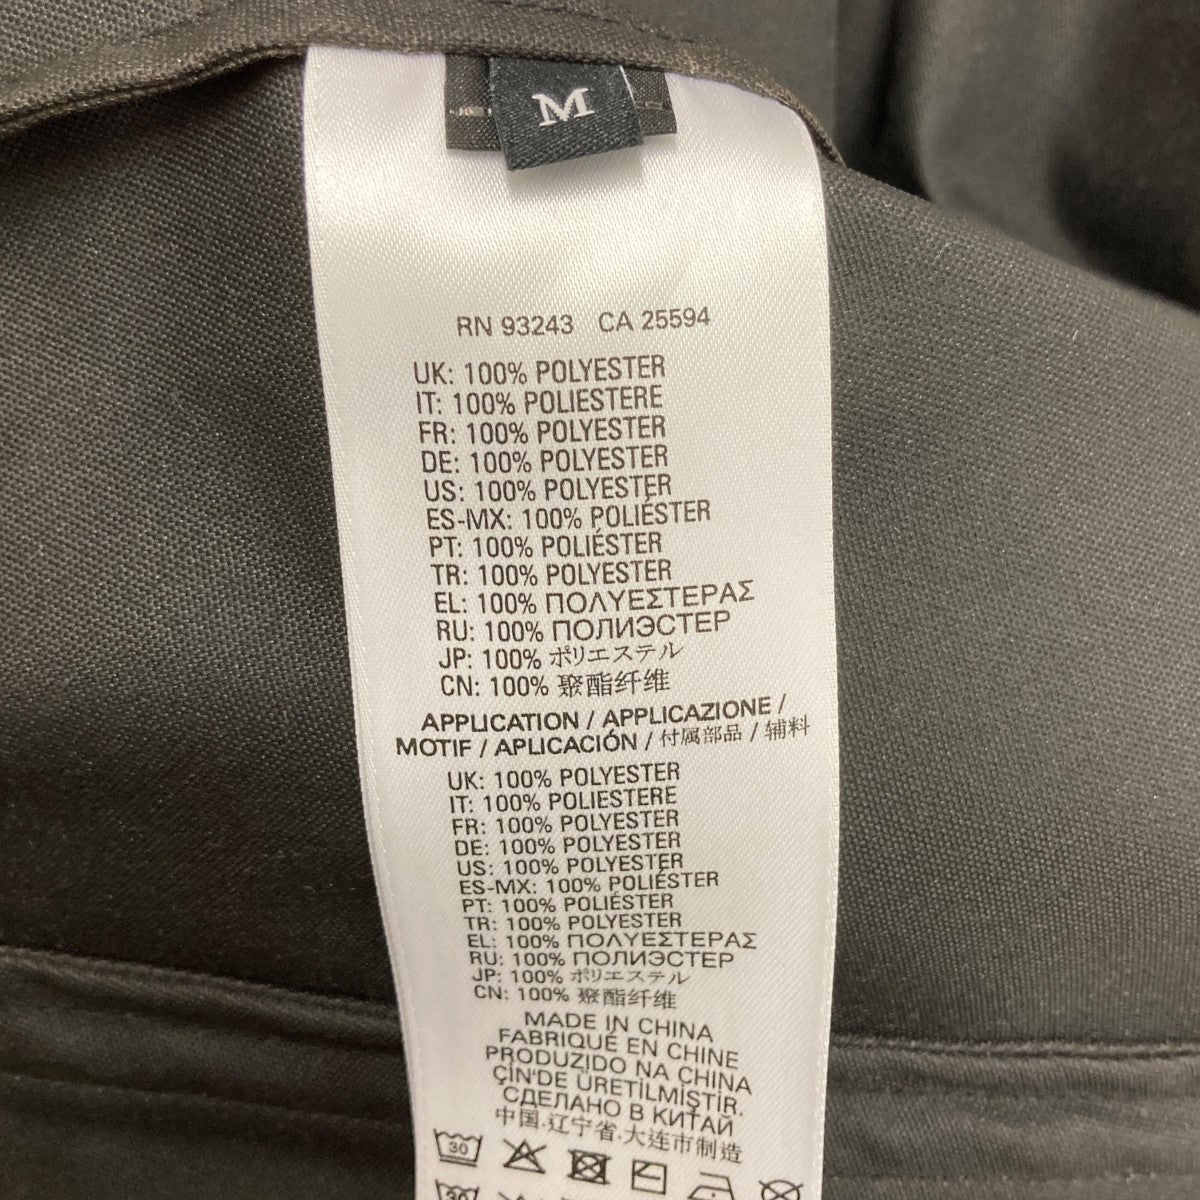 M
RN 93243 CA 25594
UK: 100% POLYESTER
IT: 100% POLIESTERE
FR: 100% POLYESTER
DE: 100% POLYESTER
US: 100% POLYESTER
ES-MX: 100% POLIÉSTER
PT: 100% POLIÉSTER
TR: 100% POLYESTER
EL: 100% ΠΟΛΥΕΣΤΕΡΑΣ
RU: 100% ПОЛИЭСТЕР
JP: 100% ポリエステル
CN: 100% 聚酯纤维
APPLICATION / APPLICAZIONE /
MOTIF / APLICACIÓN / 付属部品 / 辅料
UK: 100% POLYESTER
IT: 100% POLIESTERE
FR: 100% POLYESTER
DE: 100% POLYESTER
US: 100% POLYESTER
ES-MX: 100% POLIÉSTER
PT: 100% POLIÉSTER
TR: 100% POLYESTER
EL: 100% ΠΟΛΥΕΣΤΕΡΑΣ
RU: 100% ПОЛИЭСТЕР
JP: 100% ポリエステル
CN: 100% 聚酯纤维
MADE IN CHINA
FABRIQUÉ EN CHINE
PRODUZIDO NA CHINA
ÇİN'DE ÜRETİLMİŞTİR.
СДЕЛАНО В КИТАЙ
中国.辽宁省.大连市制造
30
30